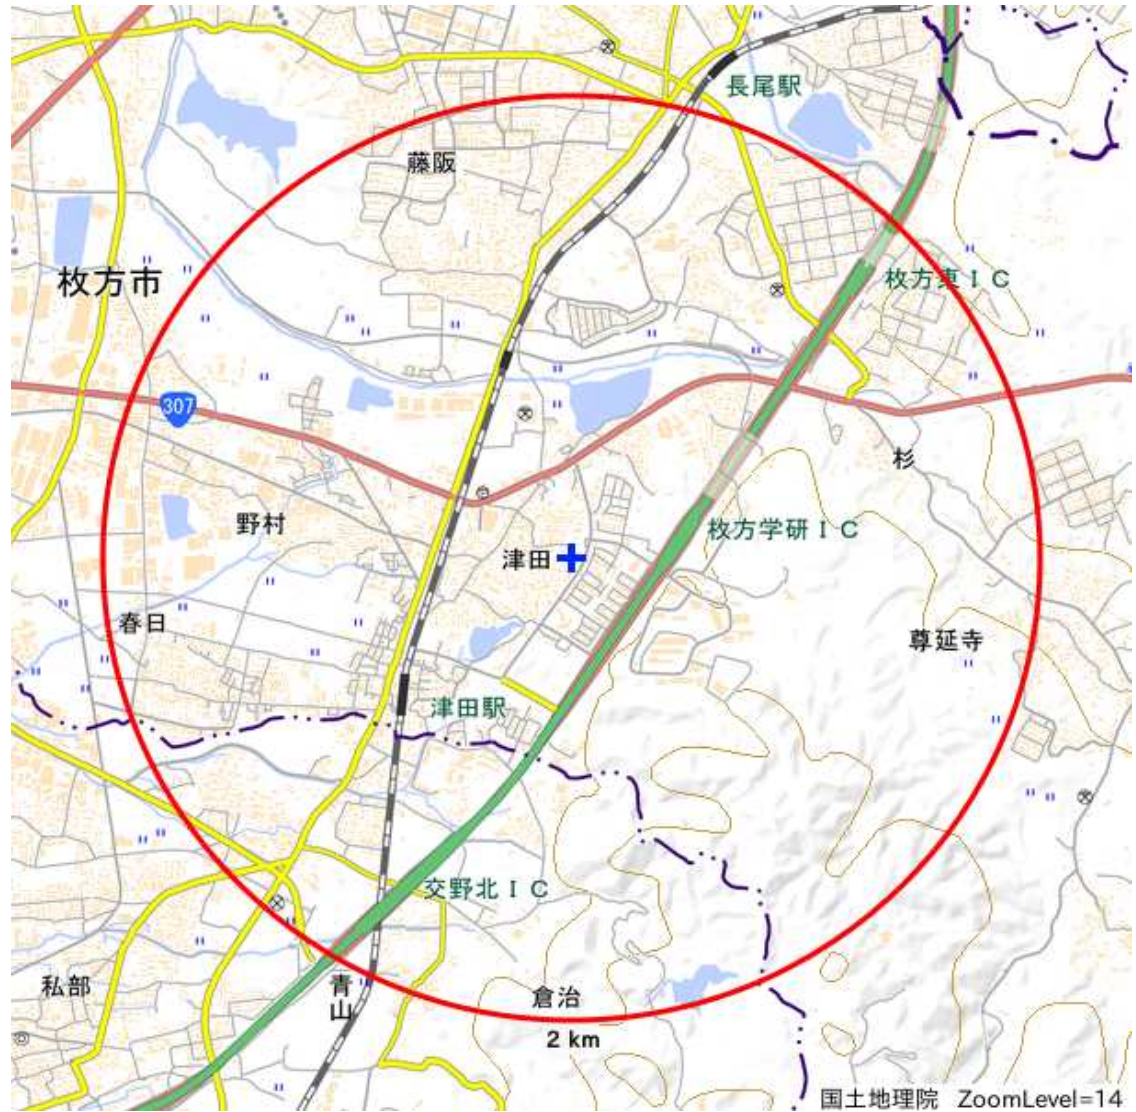 長尾駅
藤阪
枚方市
枚方東IC
307
杉
野村
枚方学研IC
津田
春日
尊延寺
津田駅
交野北IC
私部
青山
倉治
2 km
国土地理院 ZoomLevel=14